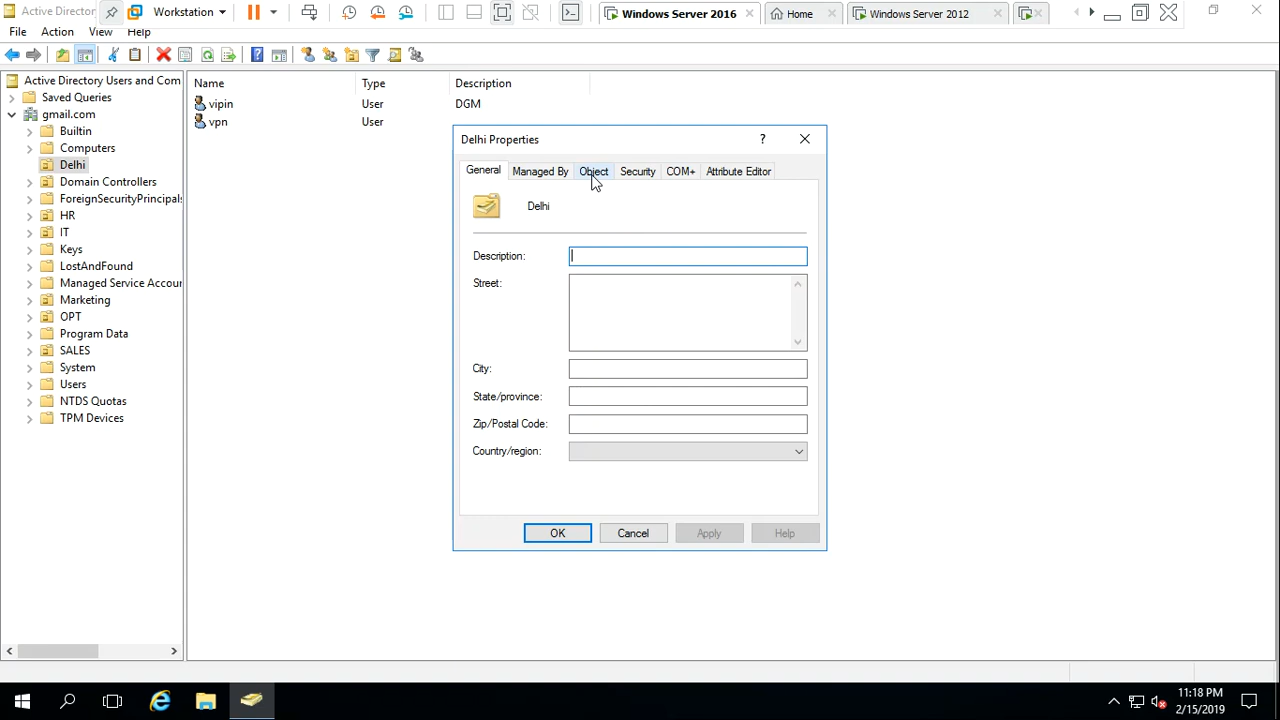 Active Directory
Workstation
Windows Server 2016
Home
Windows Server 2012
File
Action
View
Help
Active Directory Users and Com
Saved Queries
gmail.com
Builtin
Computers
Delhi
Domain Controllers
ForeignSecurityPrincipals
HR
IT
Keys
LostAndFound
Managed Service Accour
Marketing
OPT
Program Data
SALES
System
Users
NTDS Quotas
TPM Devices
Name Type Description
vipin User DGM
vpn User
Delhi Properties
?
General Managed By Object Security COM+ Attribute Editor
Delhi
Description:
Street:
City:
State/province:
Zip/Postal Code:
Country/region:
OK Cancel Apply Help
11:18 PM
2/15/2019